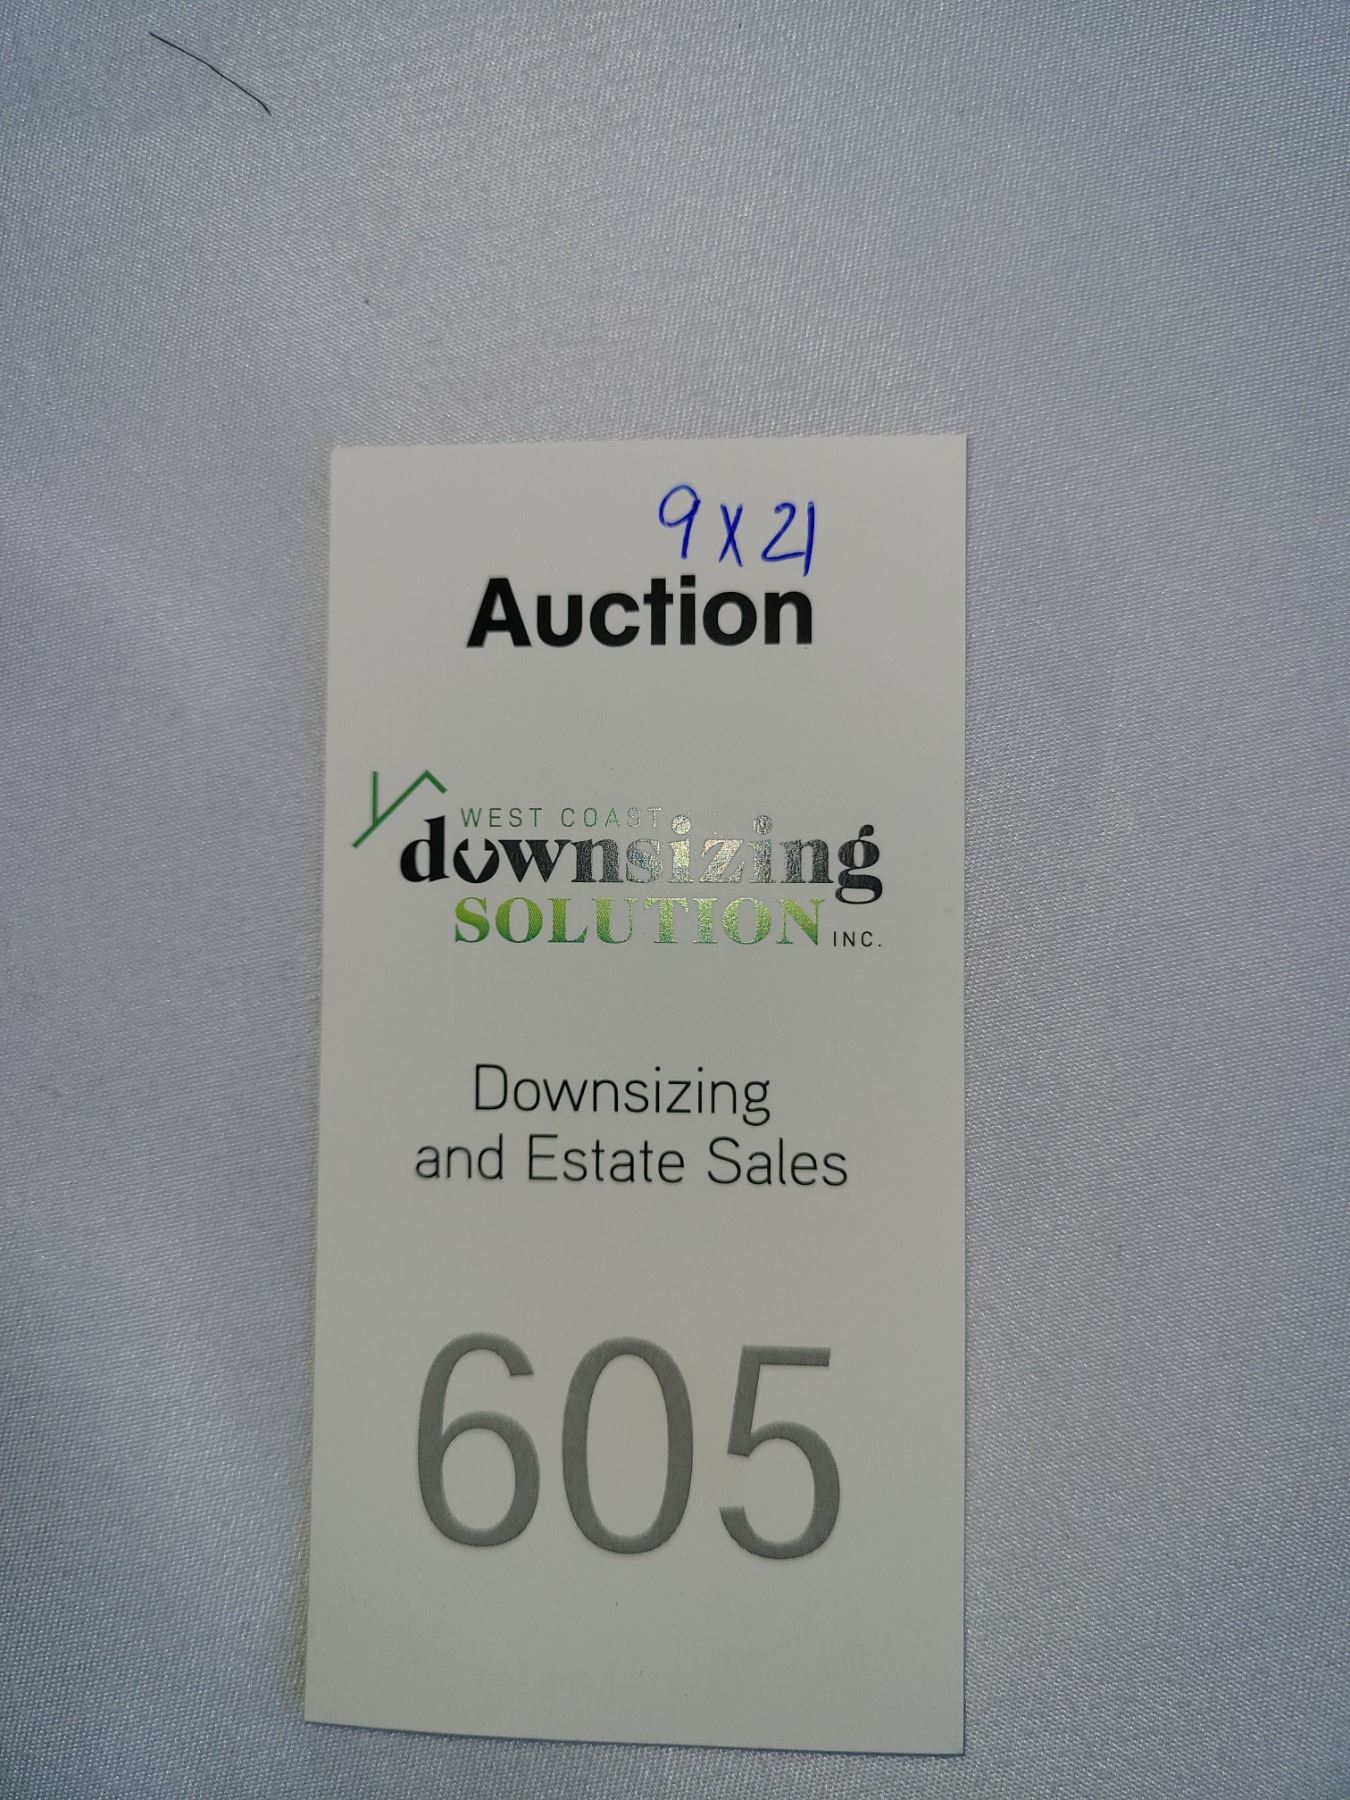 9 X 21
Auction
WEST COAST
downsizing
SOLUTION INC.
Downsizing
and Estate Sales
605